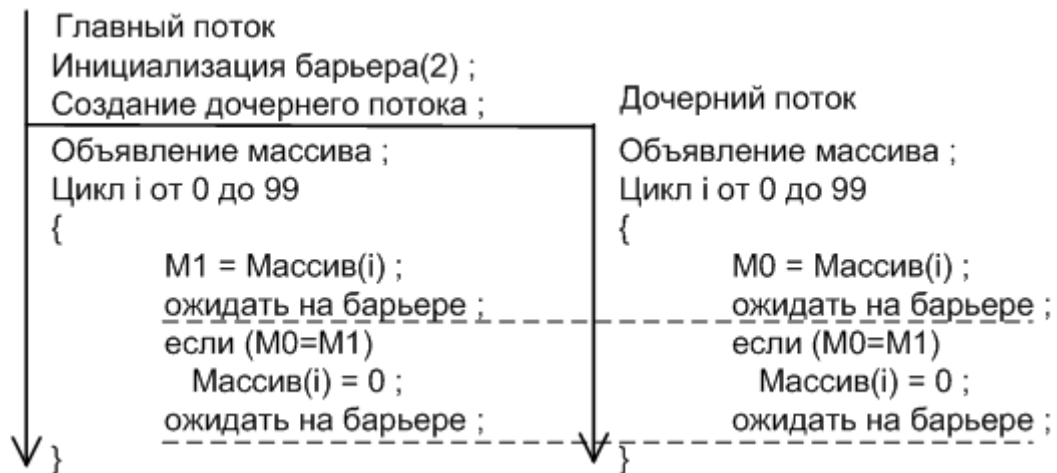 Главный поток
Инициализация барьера(2) ;
Создание дочернего потока ;
Объявление массива ;
Цикл i от 0 до 99
{
M1 = Массив(i) ;
ожидать на барьере ;
если (M0=M1)
Массив(i) = 0 ;
ожидать на барьере ;
}
Дочерний поток
Объявление массива ;
Цикл i от 0 до 99
{
M0 = Массив(i) ;
ожидать на барьере ;
если (M0=M1)
Массив(i) = 0 ;
ожидать на барьере ;
}